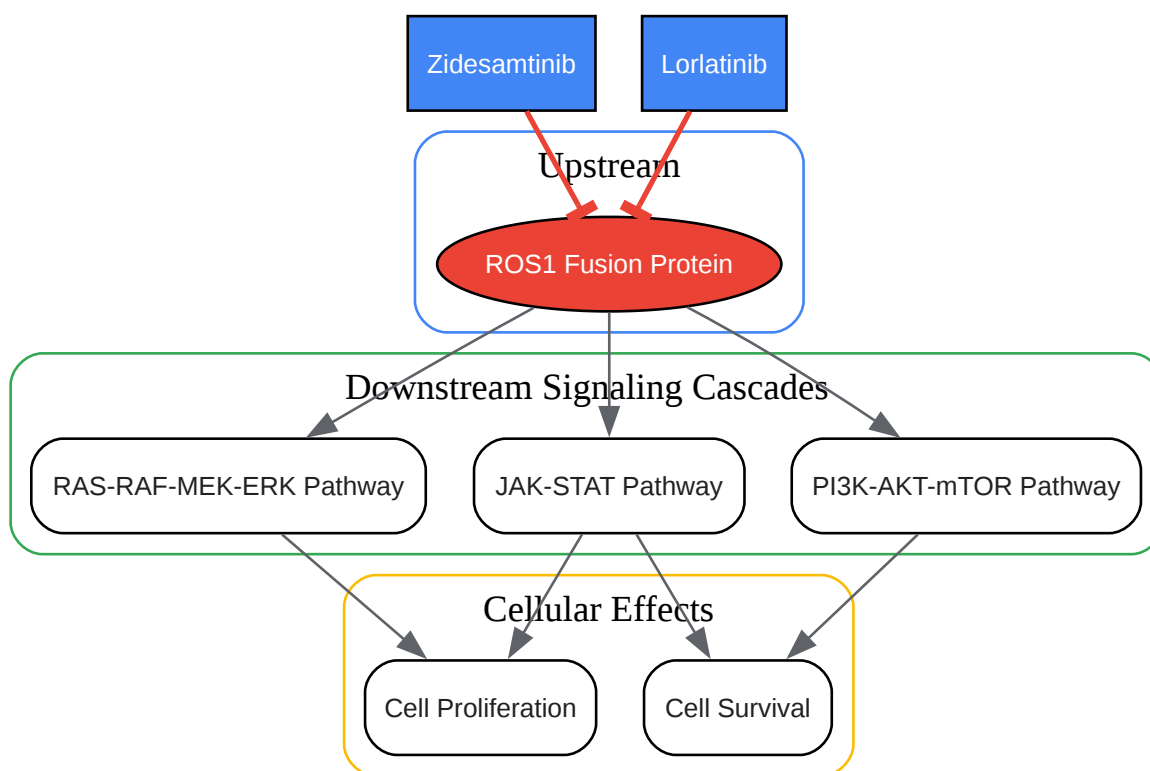 Zidesamtinib
Lorlatinib
Upstream
ROS1 Fusion Protein
Downstream Signaling Cascades
RAS-RAF-MEK-ERK Pathway
JAK-STAT Pathway
PI3K-AKT-mTOR Pathway
Cellular Effects
Cell Proliferation
Cell Survival